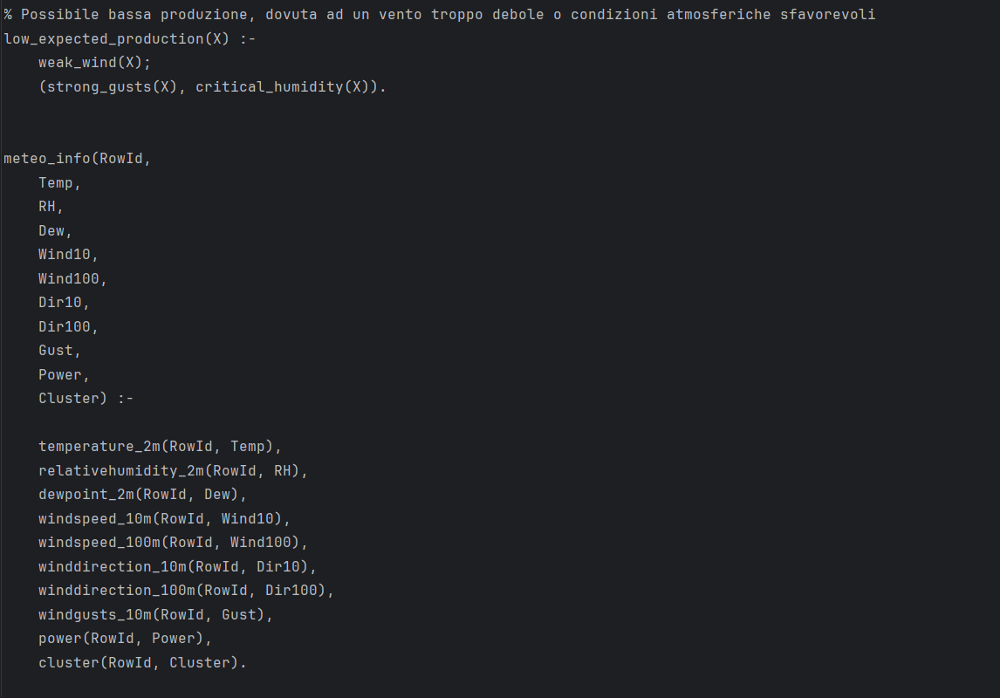 % Possibile bassa produzione, dovuta ad un vento troppo debole o condizioni atmosferiche sfavorevoli
low_expected_production(X) :-
    weak_wind(X);
    (strong_gusts(X), critical_humidity(X)).
meteo_info(RowId,
    Temp,
    RH,
    Dew,
    Wind10,
    Wind100,
    Dir10,
    Dir100,
    Gust,
    Power,
    Cluster) :-
    temperature_2m(RowId, Temp),
    relativehumidity_2m(RowId, RH),
    dewpoint_2m(RowId, Dew),
    windspeed_10m(RowId, Wind10),
    windspeed_100m(RowId, Wind100),
    winddirection_10m(RowId, Dir10),
    winddirection_100m(RowId, Dir100),
    windgusts_10m(RowId, Gust),
    power(RowId, Power),
    cluster(RowId, Cluster).